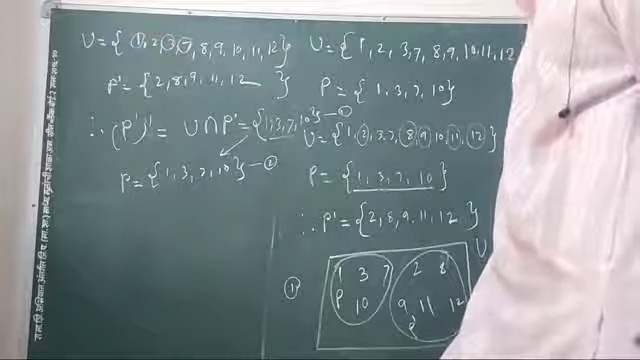 U = { 1, 2, 3, 7, 8, 9, 10, 11, 12 }
P' = { 2, 8, 9, 11, 12 }
∴ (P')' = U ∩ P' = { 1, 3, 7, 10 } — ①
P = { 1, 3, 7, 10 } — ②
U = { 1, 2, 3, 7, 8, 9, 10, 11, 12
P = { 1, 3, 7, 10 }
U = { 1, 2, 3, 7, 8, 9, 10, 11, 12 }
P = { 1, 3, 7, 10 }
∴ P' = { 2, 8, 9, 11, 12 }
U
① 1 3 7 2 8
P 10 9 11 12
P'